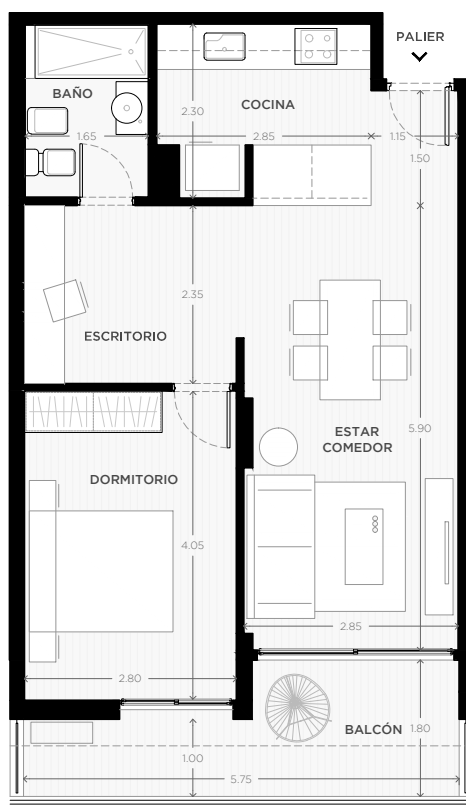 PALIER
BAÑO
COCINA
2.30
1.65
2.85
1.15
1.50
2.35
ESCRITORIO
ESTAR
COMEDOR
5.90
DORMITORIO
4.05
2.85
2.80
BALCÓN
1.80
1.00
5.75